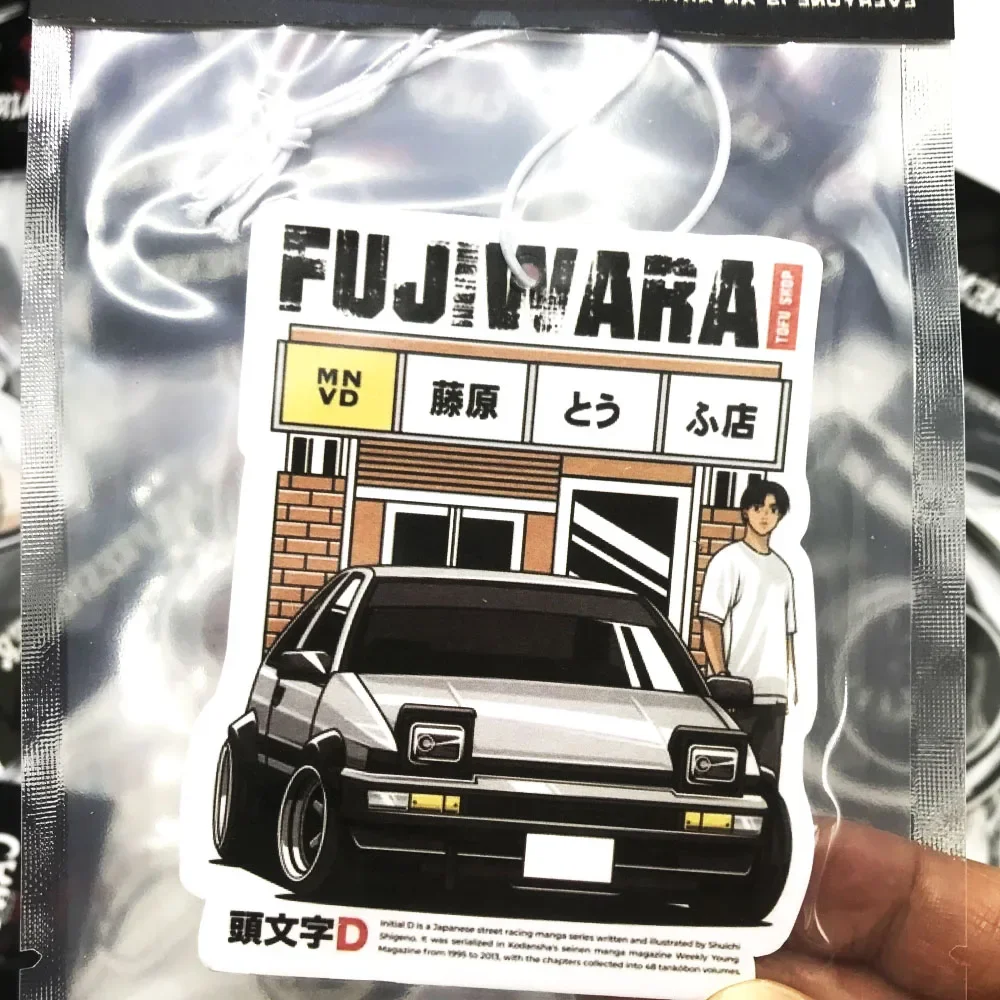 FUJIWARA
TOFU SHOP
MN
VD
藤原
とう
ふ店
頭文字D
Initial D is a Japanese street racing manga series written and illustrated by Shuichi
Shigeno. It was serialized in Kodansha's seinen manga magazine Weekly Young
Magazine from 1995 to 2013, with the chapters collected into 48 tankōbon volumes.